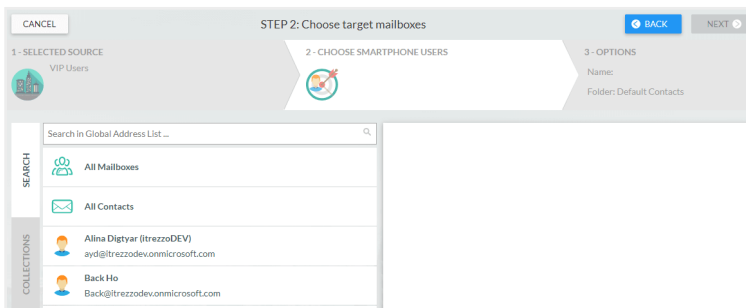 CANCEL
STEP 2: Choose target mailboxes
BACK
NEXT
1 - SELECTED SOURCE
VIP Users
2 - CHOOSE SMARTPHONE USERS
3 - OPTIONS
Name:
Folder: Default Contacts
SEARCH
COLLECTIONS
Search in Global Address List ...
All Mailboxes
All Contacts
Alina Digtyar (itrezzoDEV)
ayd@itrezzodev.onmicrosoft.com
Back Ho
Back@itrezzodev.onmicrosoft.com